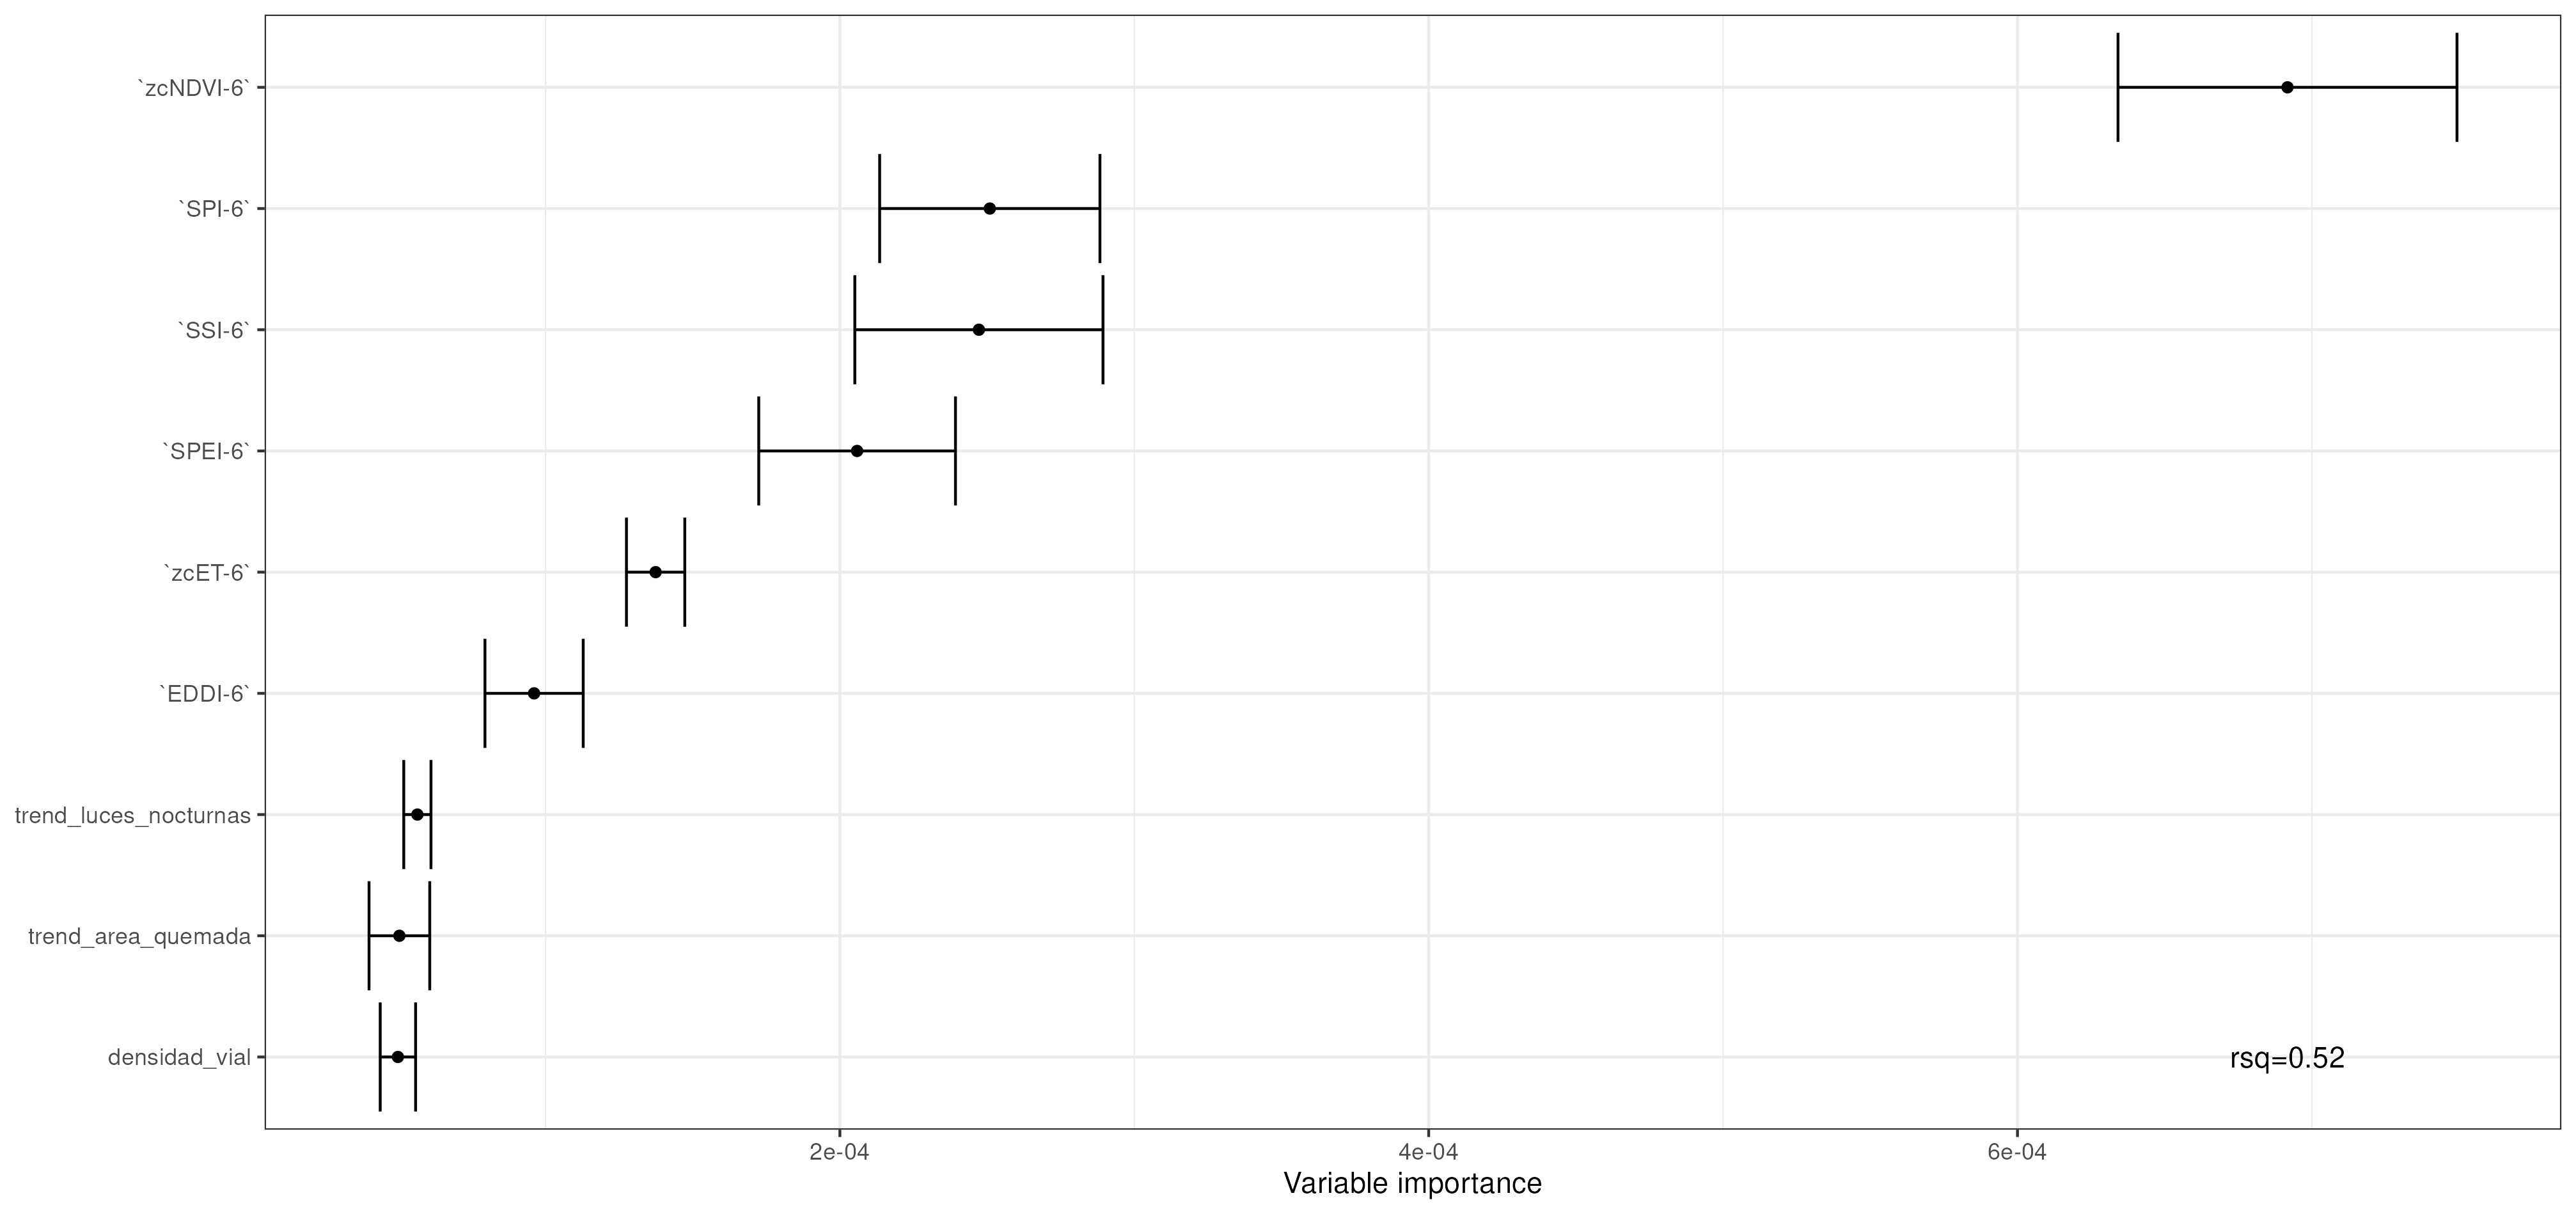 `zcNDVI-6`
`SPI-6`
`SSI-6`
`SPEI-6`
`zcET-6`
`EDDI-6`
trend_luces_nocturnas
trend_area_quemada
densidad_vial
rsq=0.52
2e-04
4e-04
6e-04
Variable importance